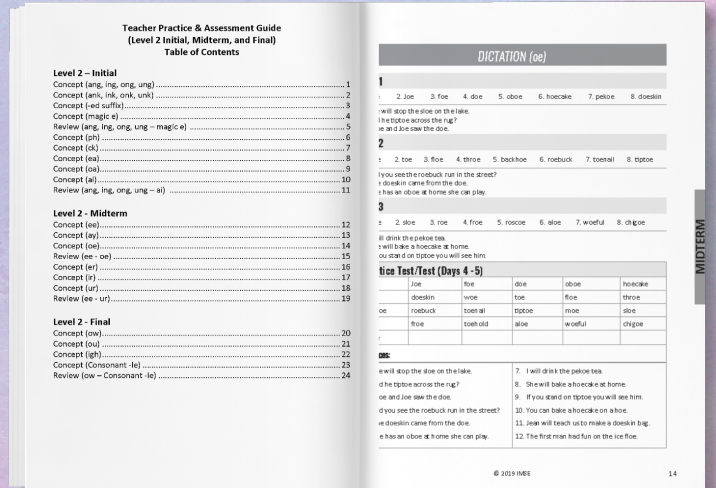 Teacher Practice & Assessment Guide
(Level 2 Initial, Midterm, and Final)
Table of Contents
Level 2 – Initial
Concept (ang, ing, ong, ung) 1
Concept (ank, ink, onk, unk) 2
Concept (-ed suffix) 3
Concept (magic e) 4
Review (ang, ing, ong, ung – magic e) 5
Concept (ph) 6
Concept (ck) 7
Concept (ea) 8
Concept (oa) 9
Concept (ai) 10
Review (ang, ing, ong, ung – ai) 11
Level 2 - Midterm
Concept (ee) 12
Concept (ay) 13
Concept (oe) 14
Review (ee - oe) 15
Concept (er) 16
Concept (ir) 17
Concept (ur) 18
Review (ee - ur) 19
Level 2 - Final
Concept (ow) 20
Concept (ou) 21
Concept (igh) 22
Concept (Consonant -le) 23
Review (ow – Consonant -le) 24
DICTATION (oe)
1
2. Joe 3. foe 4. doe 5. oboe 6. hoecake 7. pekoe 8. doeskin
will stop the sloe on the lake.
he tiptoe across the rug?
and Joe saw the doe.
2
2. toe 3. floe 4. throe 5. backhoe 6. roebuck 7. toenail 8. tiptoe
you see the roebuck run in the street?
doeskin came from the doe.
has an oboe at home she can play.
3
2. sloe 3. roe 4. froe 5. roscoe 6. aloe 7. woeful 8. chigoe
drink the pekoe tea.
will bake a hoecake at home.
you stand on tiptoe you will see him.
Test/Test (Days 4 -5)
Joe foe doe oboe hoecake
doeskin woe toe floe throe
roebuck toenail tiptoe moe sloe
froe toehold aloe woeful chigoe
will stop the sloe on the lake.
he tiptoe across the rug?
and Joe saw the doe.
you see the roebuck run in the street?
doeskin came from the doe.
has an oboe at home she can play.
7. I will drink the pekoe tea.
8. She will bake a hoecake at home.
9. If you stand on tiptoe you will see him.
10. You can bake a hoecake on a hoe.
11. Jean will teach us to make a doeskin bag.
12. The first man had fun on the ice floe.
MIDTERM
© 2019 IMSE 14